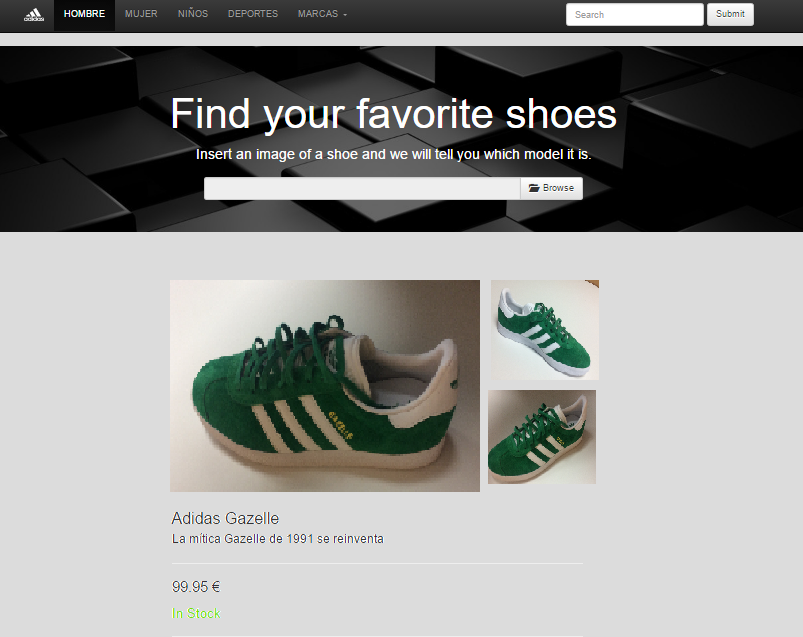 adidas
HOMBRE
MUJER
NIÑOS
DEPORTES
MARCAS
Search
Submit
Find your favorite shoes
Insert an image of a shoe and we will tell you which model it is.
Browse
Adidas Gazelle
La mítica Gazelle de 1991 se reinventa
99.95 €
In Stock